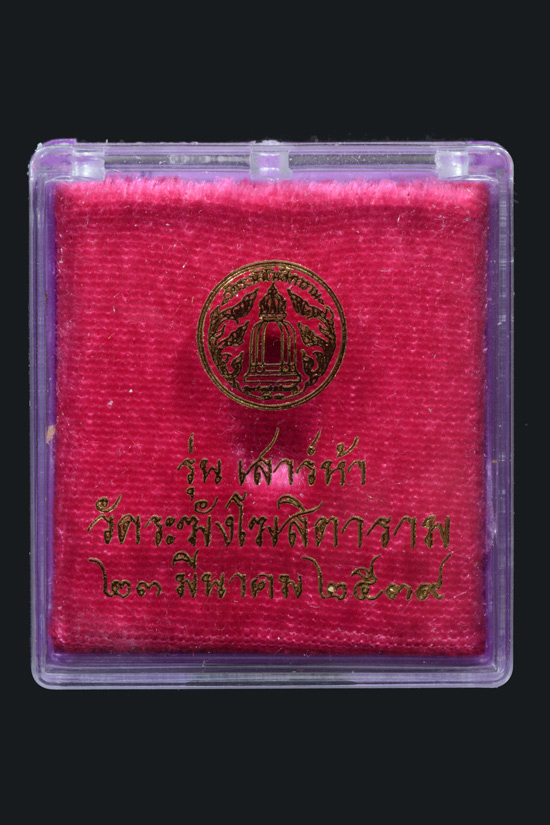 รุ่น เสาร์ห้า
วัดระฆังโฆสิตาราม
๒๓ มีนาคม ๒๕๓๙